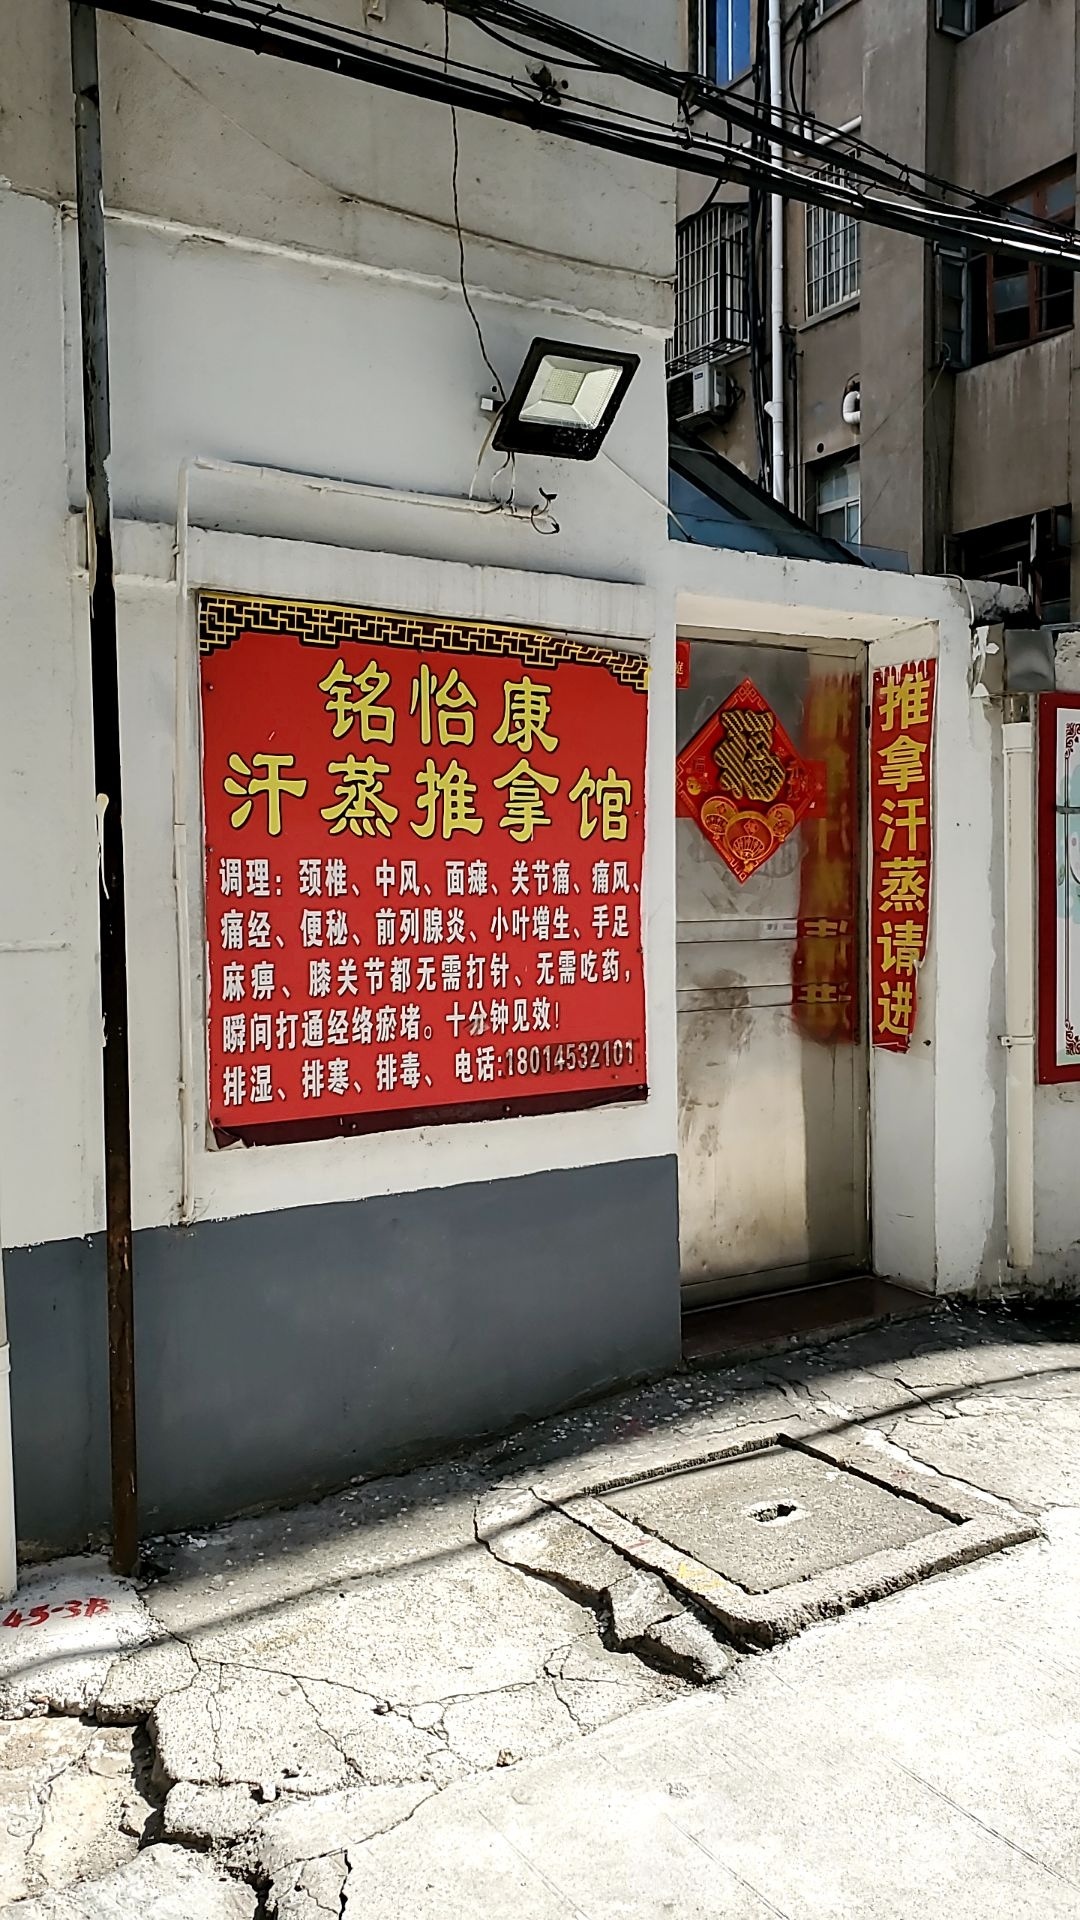 铭怡康
汗蒸推拿馆
调理：颈椎、中风、面瘫、关节痛、痛风、
痛经、便秘、前列腺炎、小叶增生、手足
麻痹、膝关节都无需打针、无需吃药，
瞬间打通经络瘀堵。十分钟见效！
排湿、排寒、排毒、电话:18014532101
福
推拿汗蒸请进
45-3B